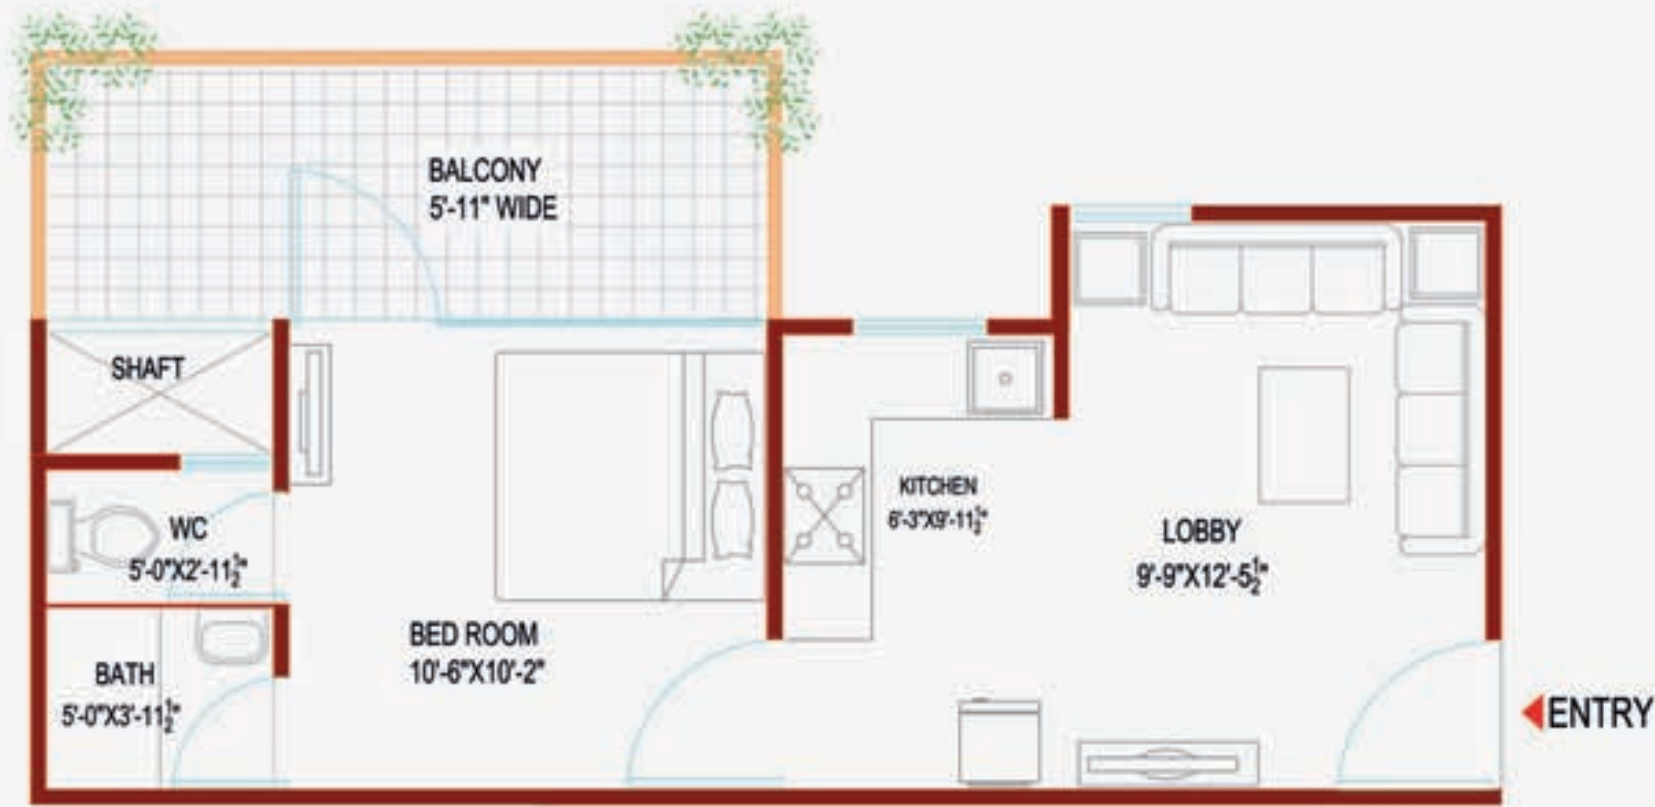 BALCONY
5'-11" WIDE
SHAFT
WC
5'-0"X2'-11½"
BED ROOM
10'-6"X10'-2"
BATH
5'-0"X3'-11½"
KITCHEN
6'-3"X9'-11½"
LOBBY
9'-9"X12'-5½"
ENTRY